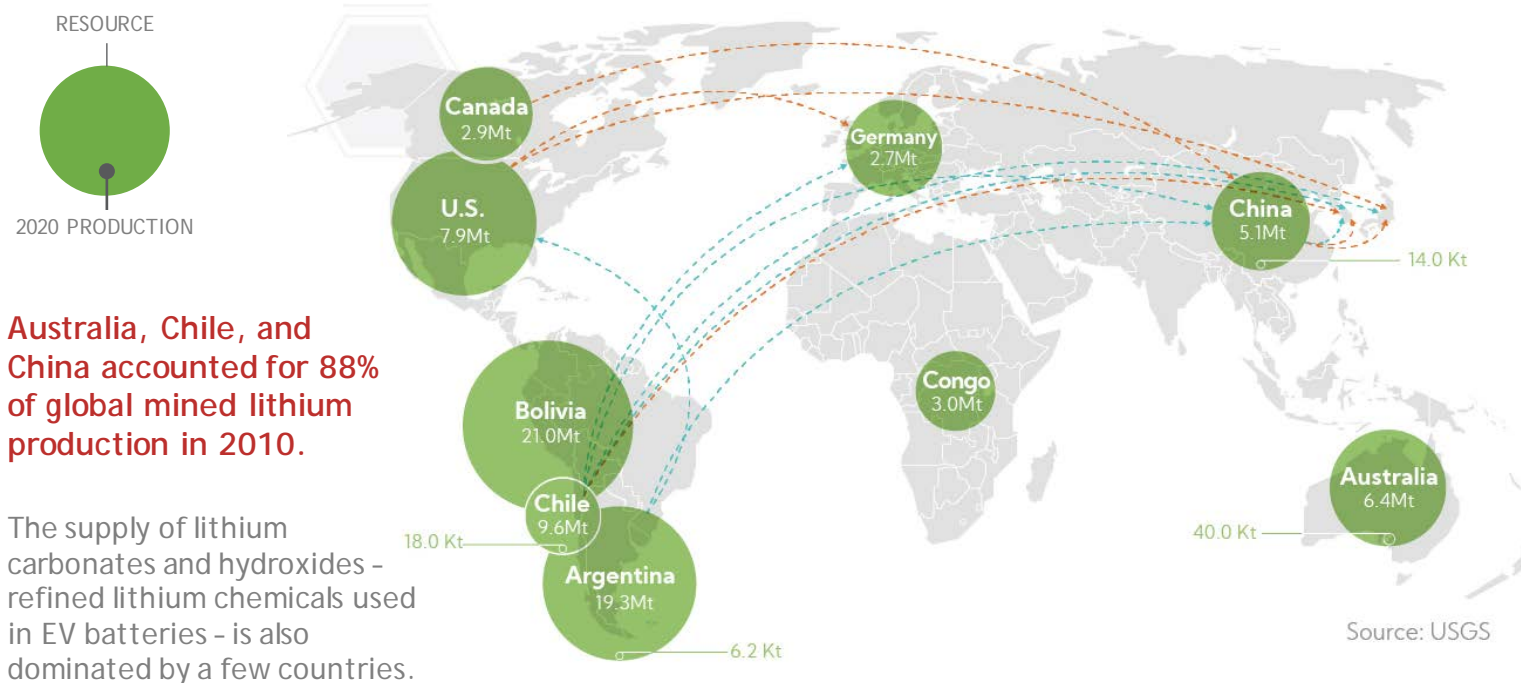 RESOURCE
2020 PRODUCTION
Australia, Chile, and
China accounted for 88%
of global mined lithium
production in 2010.
The supply of lithium
carbonates and hydroxides –
refined lithium chemicals used
in EV batteries – is also
dominated by a few countries.
Canada
2.9Mt
U.S.
7.9Mt
Bolivia
21.0Mt
Chile
9.6Mt
18.0 Kt
Argentina
19.3Mt
6.2 Kt
Germany
2.7Mt
Congo
3.0Mt
China
5.1Mt
14.0 Kt
Australia
6.4Mt
40.0 Kt
Source: USGS